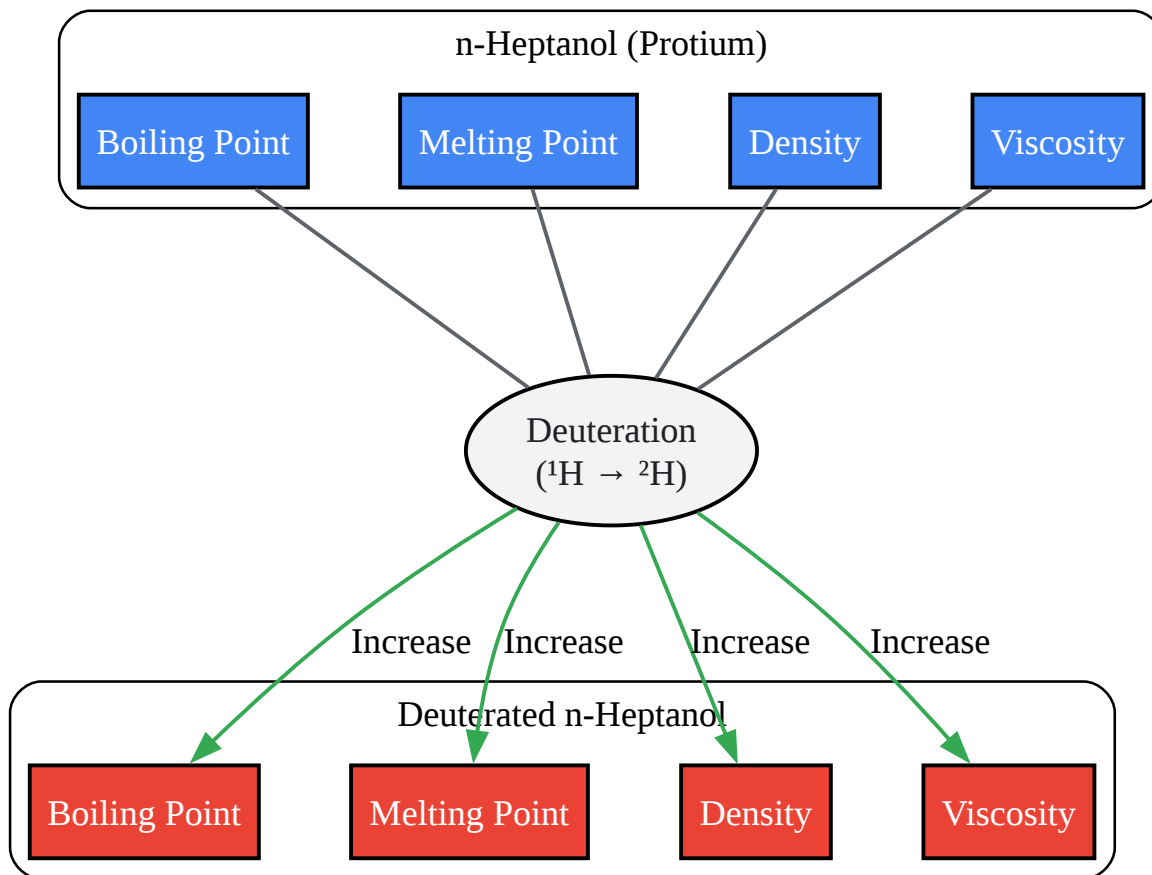 n-Heptanol (Protium)
Boiling Point
Melting Point
Density
Viscosity
Deuteration
(¹H → ²H)
Increase
Increase
Increase
Increase
Deuterated n-Heptanol
Boiling Point
Melting Point
Density
Viscosity